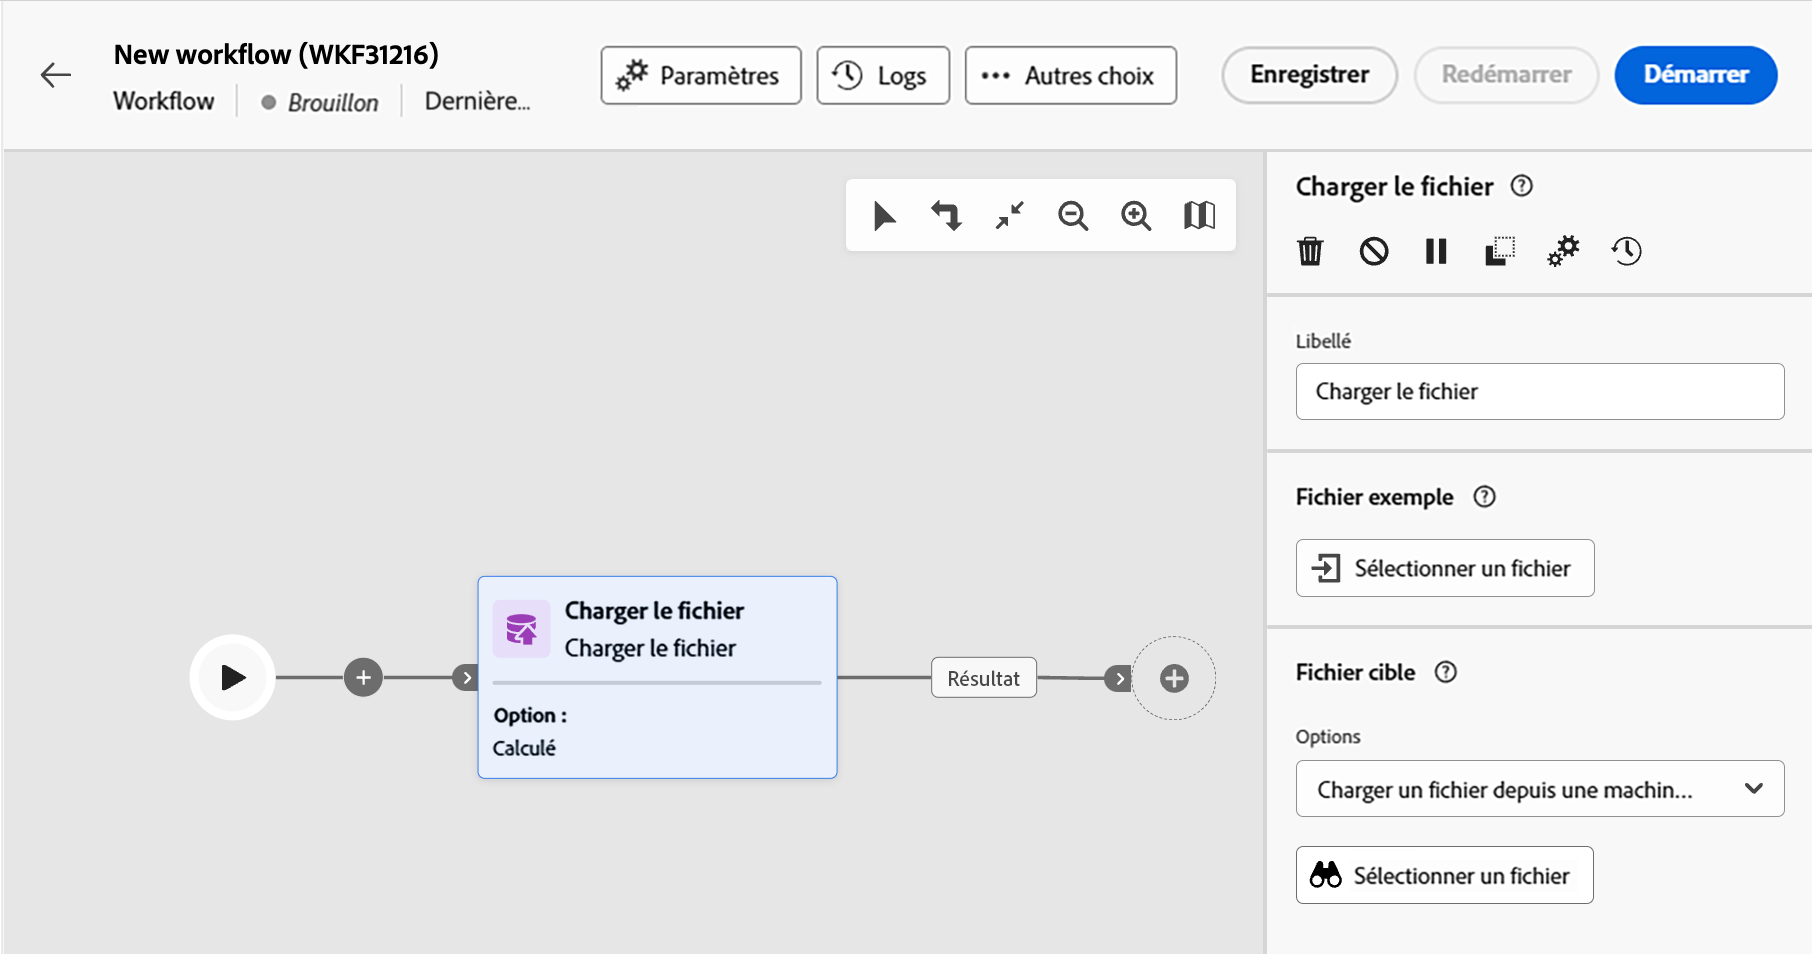 New workflow (WKF31216)
Workflow
Brouillon
Dernière...
Paramètres
Logs
Autres choix
Enregistrer
Redémarrer
Démarrer
Charger le fichier
Charger le fichier
Option :
Calculé
Résultat
Charger le fichier
Libellé
Charger le fichier
Fichier exemple
Sélectionner un fichier
Fichier cible
Options
Charger un fichier depuis une machin...
Sélectionner un fichier